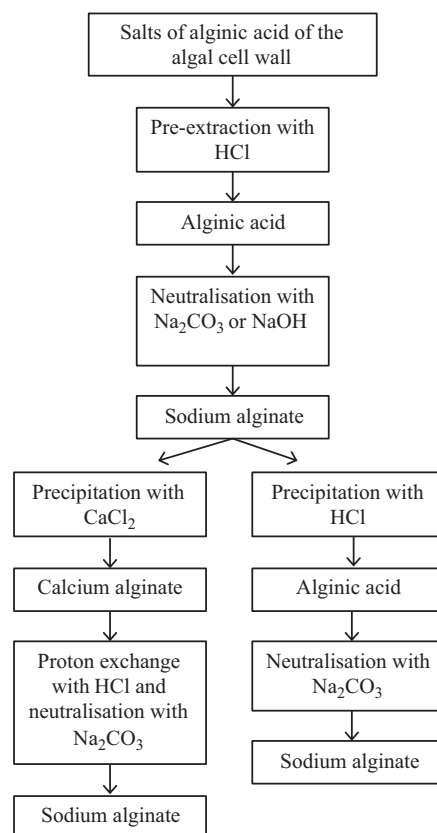 Salts of alginic acid of the
algal cell wall
Pre-extraction with
HCl
Alginic acid
Neutralisation with
Na₂CO₃ or NaOH
Sodium alginate
Precipitation with
CaCl₂
Calcium alginate
Proton exchange
with HCl and
neutralisation with
Na₂CO₃
Sodium alginate
Precipitation with
HCl
Alginic acid
Neutralisation with
Na₂CO₃
Sodium alginate